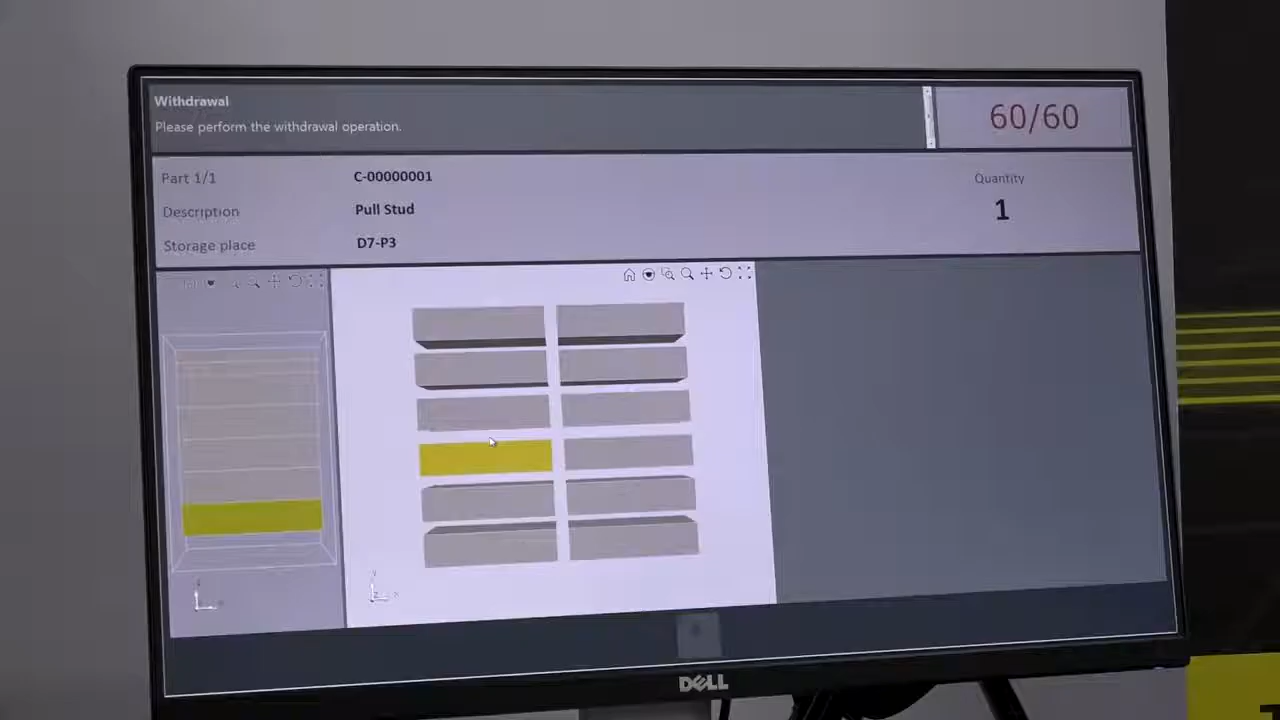 Withdrawal
Please perform the withdrawal operation.
60/60
Part 1/1
C-00000001
Quantity
Description
Pull Stud
1
Storage place
D7-P3
DELL